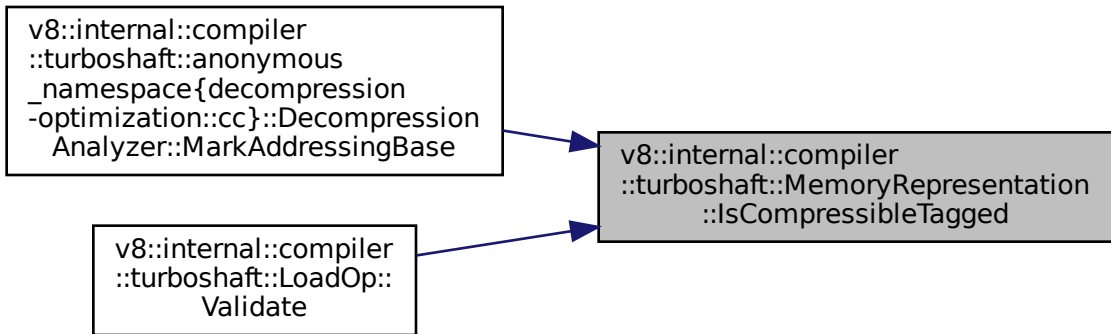 v8::internal::compiler
::turboshaft::anonymous
_namespace{decompression
-optimization::cc}::Decompression
Analyzer::MarkAddressingBase
v8::internal::compiler
::turboshaft::MemoryRepresentation
::IsCompressibleTagged
v8::internal::compiler
::turboshaft::LoadOp::
Validate